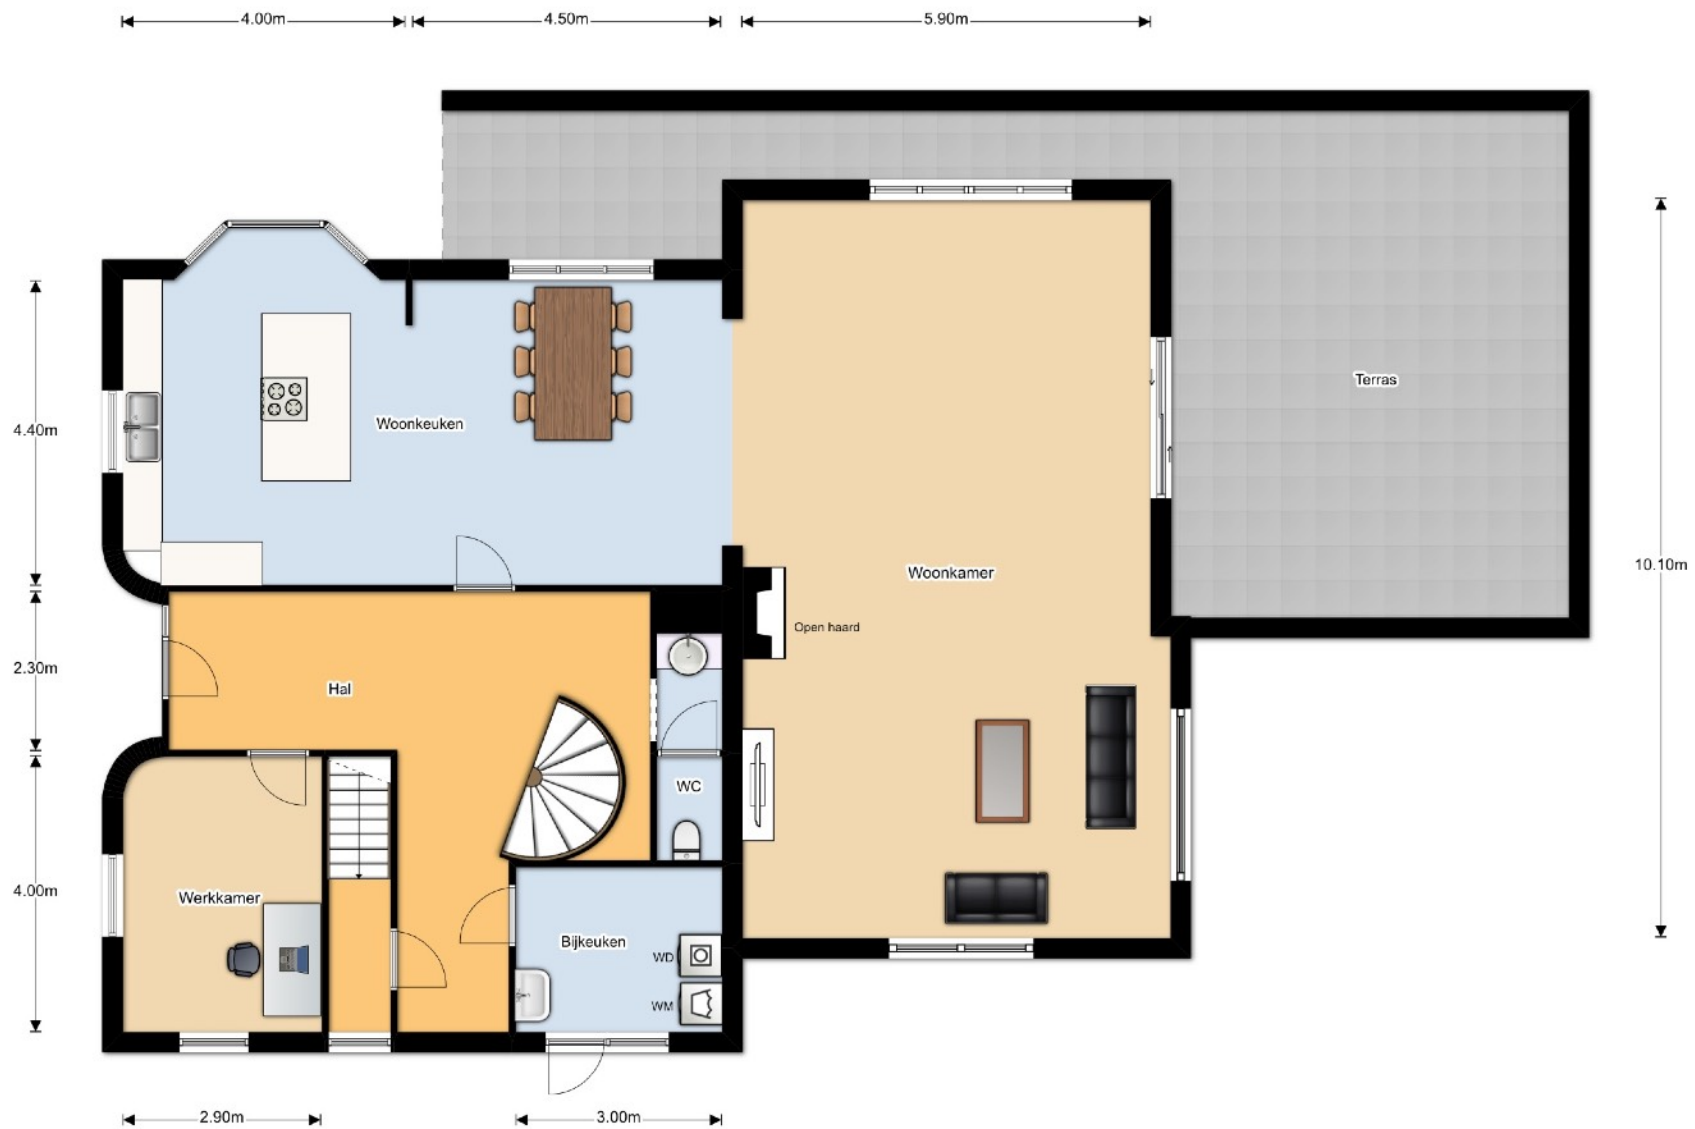 4.00m
4.50m
5.90m
Terras
Woonkeuken
4.40m
10.10m
Woonkamer
Open haard
2.30m
Hal
WC
4.00m
Werkkamer
Bijkeuken
WD
WM
2.90m
3.00m